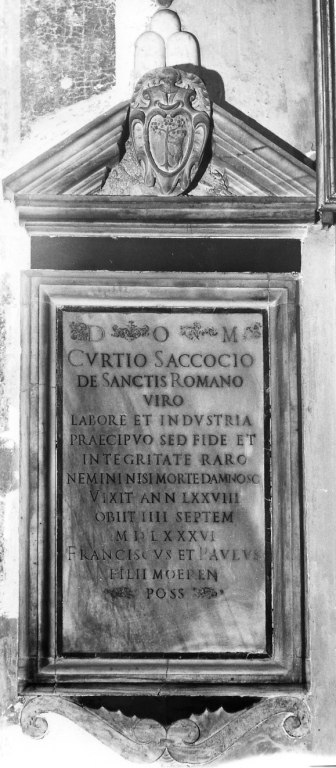 D O M
CVRTIO SACCOCIO
DE SANCTIS ROMANO
VIRO
LABORE ET INDVSTRIA
PRAECIPVO SED FIDE ET
INTEGRITATE RARO
NEMINI NISI MORTE DAMNOSO
VIXIT ANN LXXVIII
OBIIT IIII SEPTEM
M D LXXXVI
FRANCISCVS ET PAVLVS
FILII MOEREN
POSS